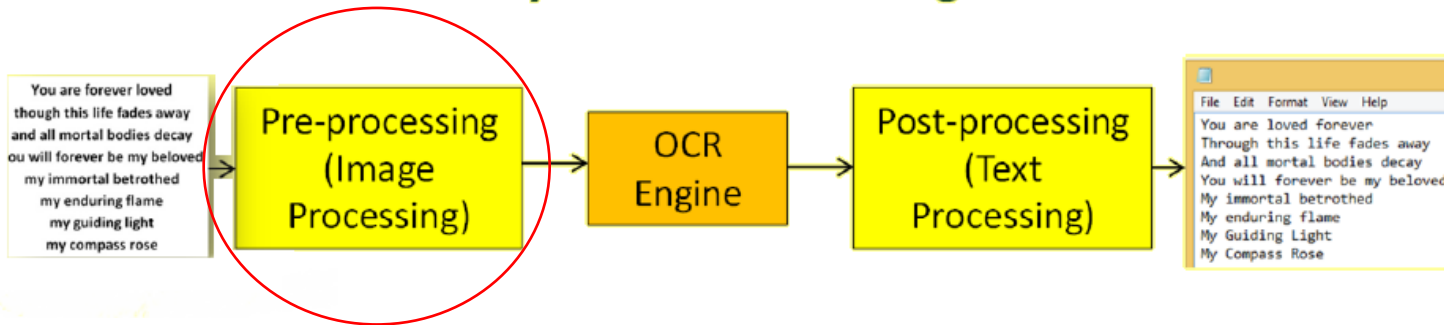 You are forever loved
though this life fades away
and all mortal bodies decay
ou will forever be my beloved
my immortal betrothed
my enduring flame
my guiding light
my compass rose
Pre-processing
(Image
Processing)
OCR
Engine
Post-processing
(Text
Processing)
File Edit Format View Help
You are loved forever
Through this life fades away
And all mortal bodies decay
You will forever be my beloved
My immortal betrothed
My enduring flame
My Guiding Light
My Compass Rose